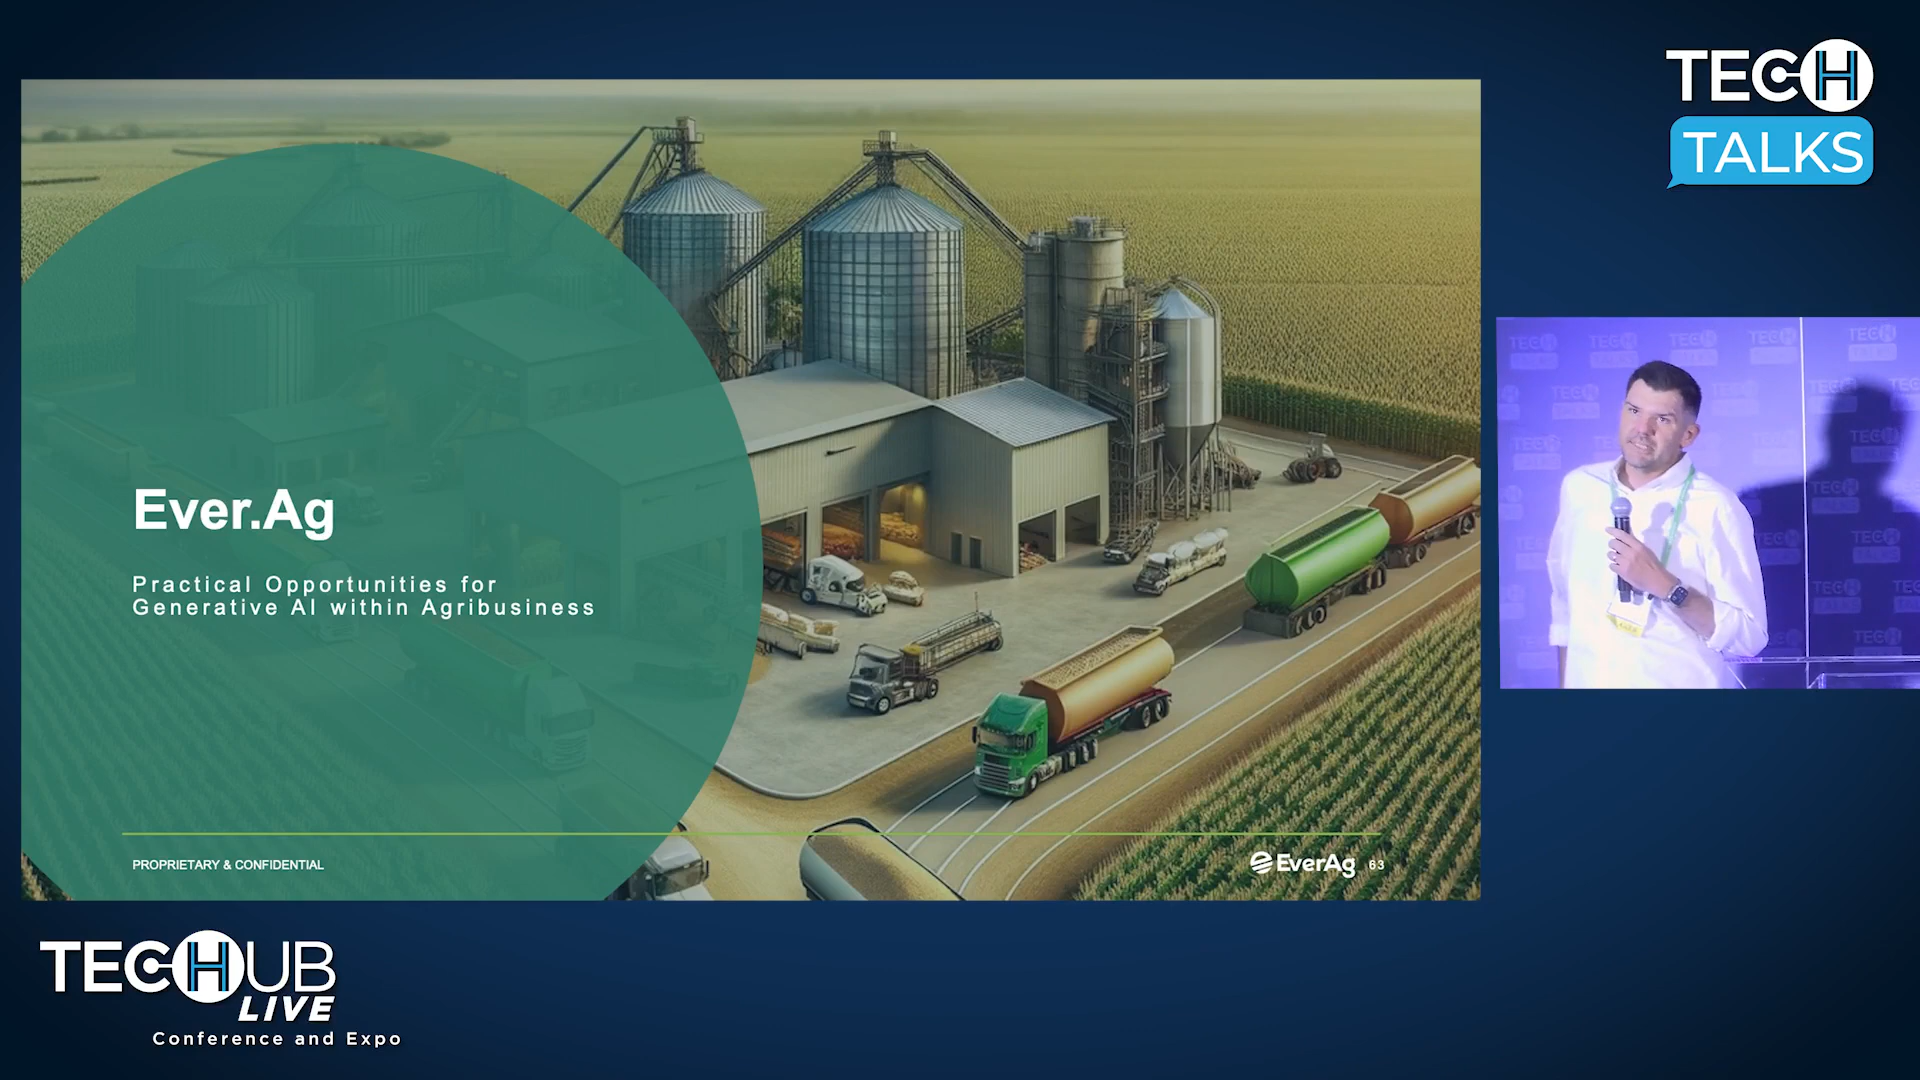 TECH
TALKS
Ever.Ag
Practical Opportunities for
Generative AI within Agribusiness
PROPRIETARY & CONFIDENTIAL
EverAg 63
TECHUB
LIVE
Conference and Expo